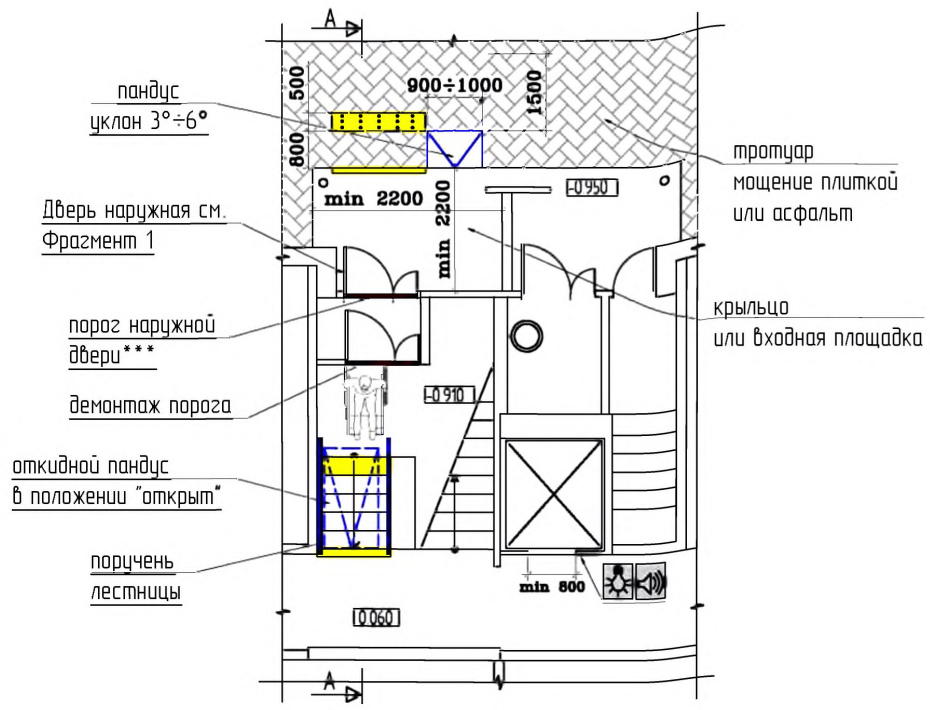 А
500
900÷1000
1500
пандус
уклон 3°÷6°
800
тротуар
мощение плиткой
или асфальт
min 2200
-0.950
Дверь наружная см.
Фрагмент 1
min 2200
крыльцо
или входная площадка
порог наружной
двери***
-0.910
демонтаж порога
откидной пандус
в положении "открыт"
поручень
лестницы
min 800
0.060
А